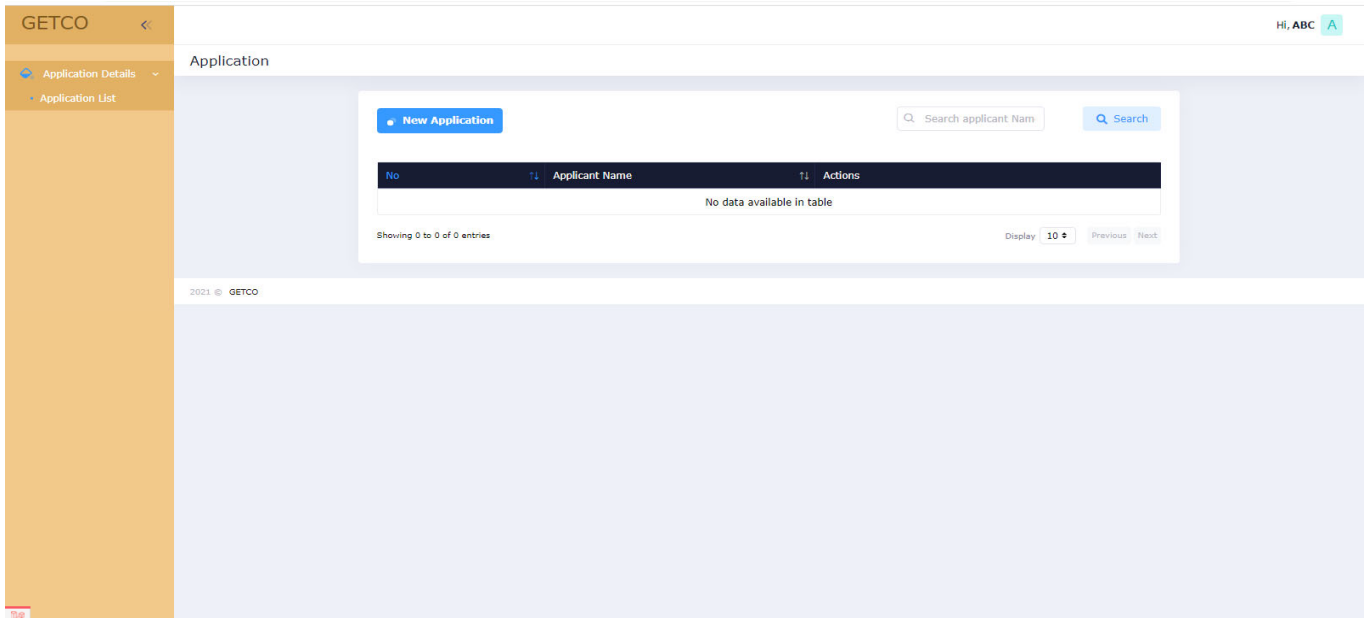 GETCO
Hi, ABC A
Application
Application Details
Application List
New Application
Search applicant Nam
Search
No Applicant Name Actions
No data available in table
Showing 0 to 0 of 0 entries
Display 10 Previous Next
2021 © GETCO